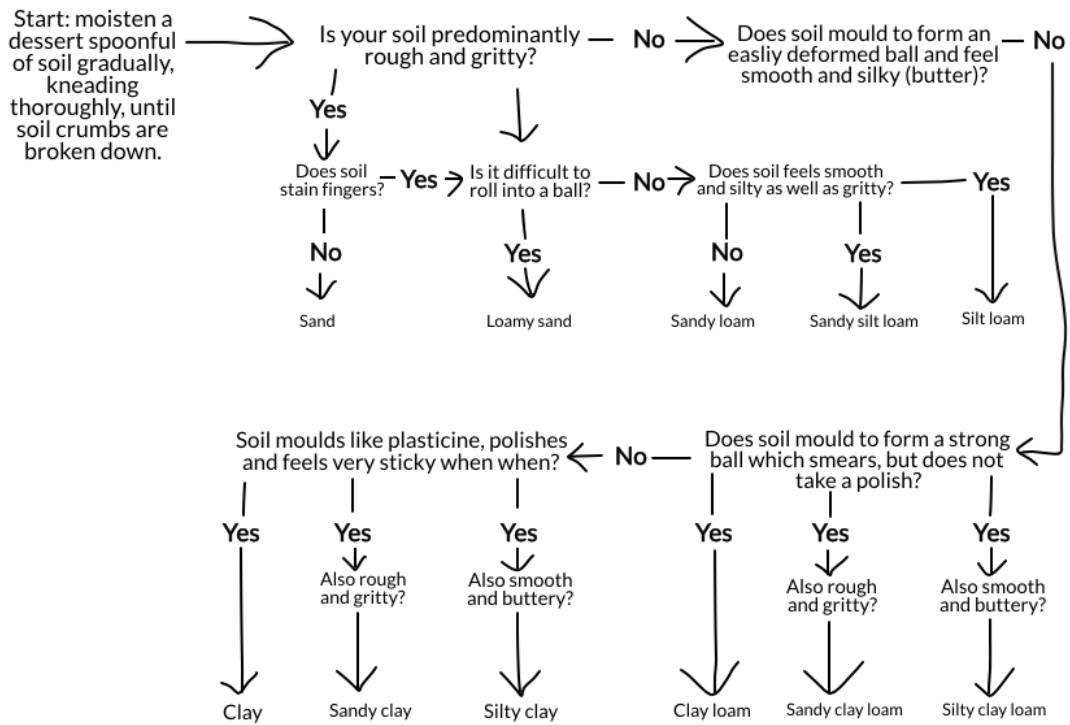 Start: moisten a
dessert spoonful
of soil gradually,
kneading
thoroughly, until
soil crumbs are
broken down.
Is your soil predominantly
rough and gritty?
No
Does soil mould to form an
easliy deformed ball and feel
smooth and silky (butter)?
No
Yes
Does soil
stain fingers?
Yes
Is it difficult to
roll into a ball?
No
Does soil feels smooth
and silty as well as gritty?
Yes
No
Yes
No
Yes
Sand
Loamy sand
Sandy loam
Sandy silt loam
Silt loam
Soil moulds like plasticine, polishes
and feels very sticky when when?
No
Does soil mould to form a strong
ball which smears, but does not
take a polish?
Yes
Yes
Yes
Yes
Yes
Yes
Also rough
and gritty?
Also smooth
and buttery?
Also rough
and gritty?
Also smooth
and buttery?
Clay
Sandy clay
Silty clay
Clay loam
Sandy clay loam
Silty clay loam